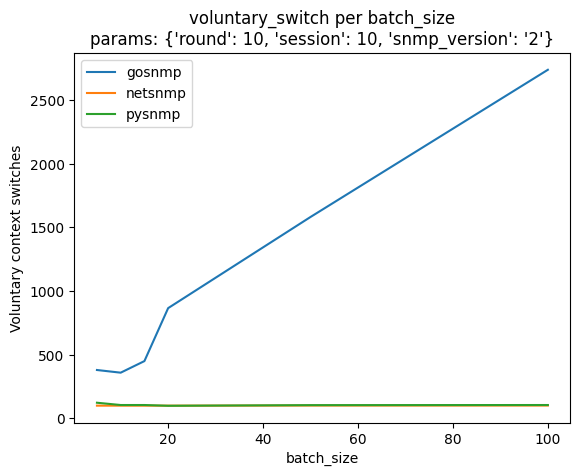 voluntary_switch per batch_size
params: {'round': 10, 'session': 10, 'snmp_version': '2'}
gosnmp
netsnmp
pysnmp
Voluntary context switches
2500
2000
1500
1000
500
0
20
40
60
80
100
batch_size